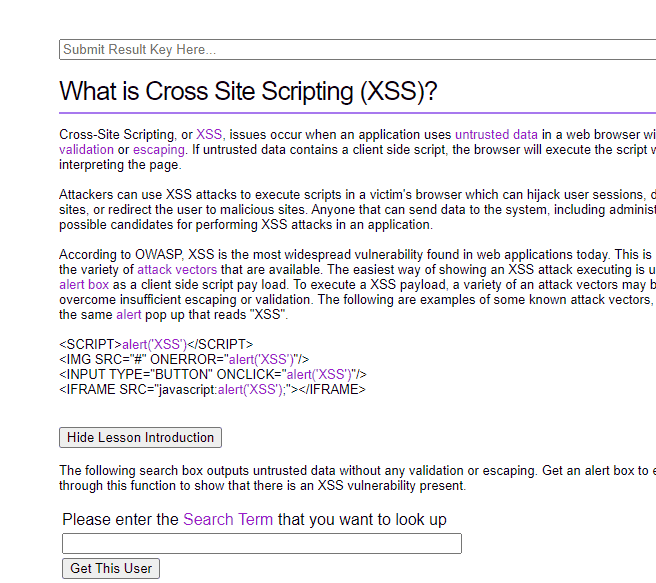 Submit Result Key Here...
What is Cross Site Scripting (XSS)?
Cross-Site Scripting, or XSS, issues occur when an application uses untrusted data in a web browser
validation or escaping. If untrusted data contains a client side script, the browser will execute the script
interpreting the page.
Attackers can use XSS attacks to execute scripts in a victim's browser which can hijack user sessions,
sites, or redirect the user to malicious sites. Anyone that can send data to the system, including
possible candidates for performing XSS attacks in an application.
According to OWASP, XSS is the most widespread vulnerability found in web applications today. This is
the variety of attack vectors that are available. The easiest way of showing an XSS attack executing is
alert box as a client side script pay load. To execute a XSS payload, a variety of an attack vectors may
overcome insufficient escaping or validation. The following are examples of some known attack vectors,
the same alert pop up that reads "XSS".
<SCRIPT>alert('XSS')</SCRIPT>
<IMG SRC="#" ONERROR="alert('XSS')"/>
<INPUT TYPE="BUTTON" ONCLICK="alert('XSS')"/>
<IFRAME SRC="javascript:alert('XSS');"></IFRAME>
Hide Lesson Introduction
The following search box outputs untrusted data without any validation or escaping. Get an alert box to
through this function to show that there is an XSS vulnerability present.
Please enter the Search Term that you want to look up
Get This User